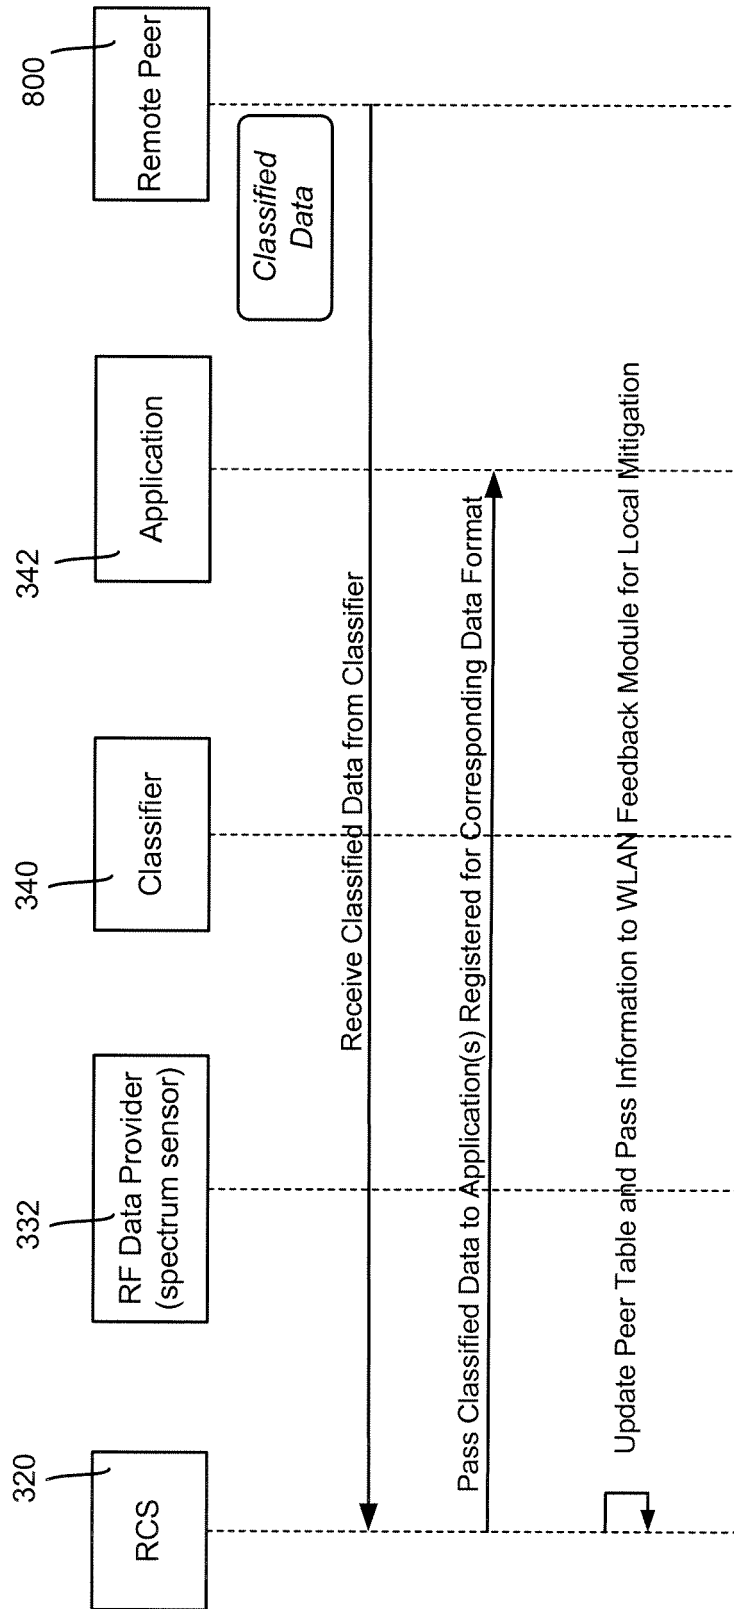 320
332
340
342
800
RCS
RF Data Provider
(spectrum sensor)
Classifier
Application
Remote Peer
Classified
Data
Receive Classified Data from Classifier
Pass Classified Data to Application(s) Registered for Corresponding Data Format
Update Peer Table and Pass Information to WLAN Feedback Module for Local Mitigation